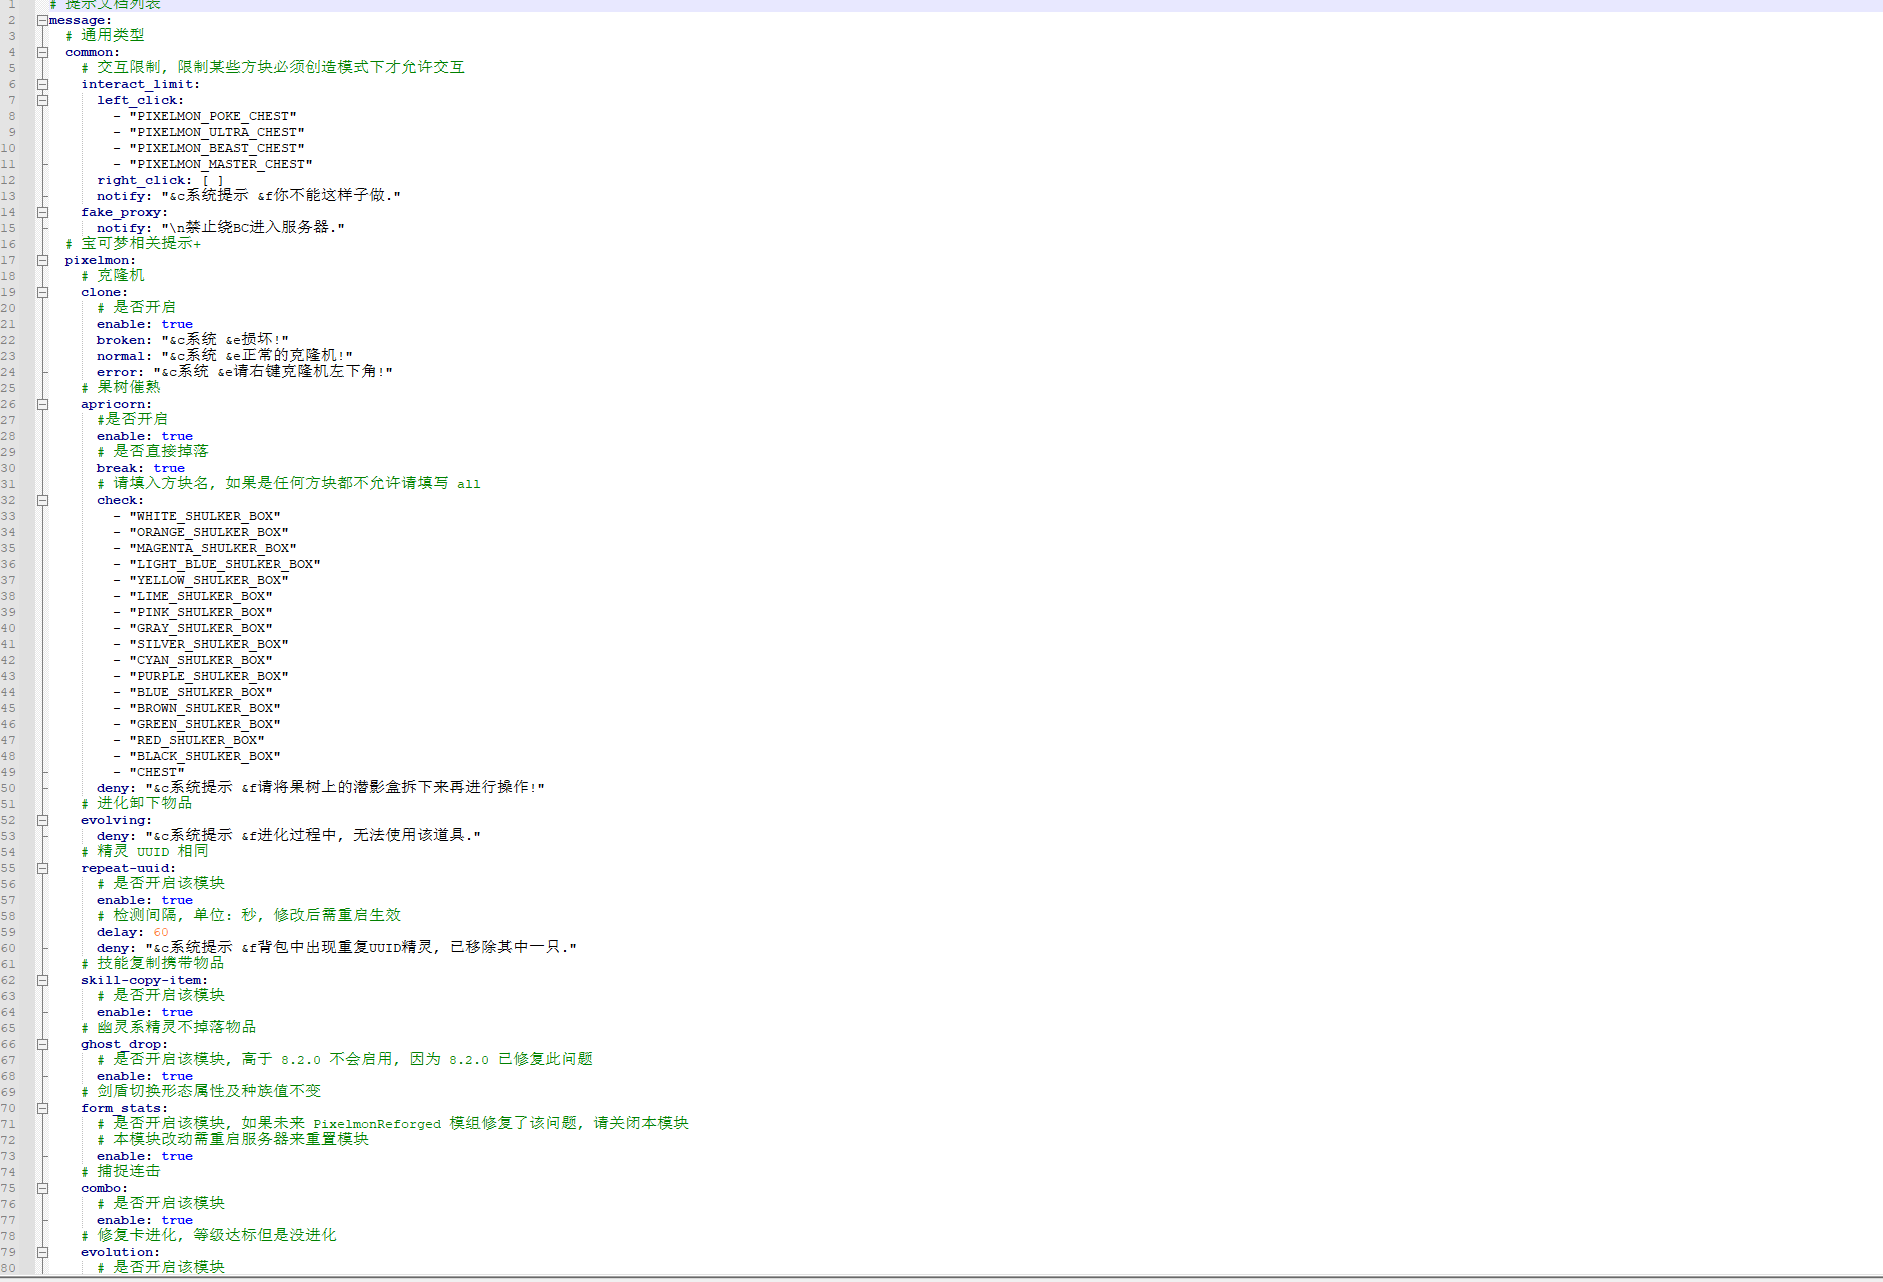 1 # 提示文档列表
2 message:
3 # 通用类型
4 common:
5 # 交互限制, 限制某些方块必须创造模式下才允许交互
6 interact_limit:
7 left_click:
8 - "PIXELMON_POKE_CHEST"
9 - "PIXELMON_ULTRA_CHEST"
10 - "PIXELMON_BEAST_CHEST"
11 - "PIXELMON_MASTER_CHEST"
12 right_click: [ ]
13 notify: "&c系统提示 &f你不能这样子做."
14 fake_proxy:
15 notify: "\n禁止绕BC进入服务器."
16 # 宝可梦相关提示+
17 pixelmon:
18 # 克隆机
19 clone:
20 # 是否开启
21 enable: true
22 broken: "&c系统 &e损坏!"
23 normal: "&c系统 &e正常的克隆机!"
24 error: "&c系统 &e请右键克隆机左下角!"
25 # 果树催熟
26 apricorn:
27 #是否开启
28 enable: true
29 # 是否直接掉落
30 break: true
31 # 请填入方块名, 如果是任何方块都不允许请填写 all
32 check:
33 - "WHITE_SHULKER_BOX"
34 - "ORANGE_SHULKER_BOX"
35 - "MAGENTA_SHULKER_BOX"
36 - "LIGHT_BLUE_SHULKER_BOX"
37 - "YELLOW_SHULKER_BOX"
38 - "LIME_SHULKER_BOX"
39 - "PINK_SHULKER_BOX"
40 - "GRAY_SHULKER_BOX"
41 - "SILVER_SHULKER_BOX"
42 - "CYAN_SHULKER_BOX"
43 - "PURPLE_SHULKER_BOX"
44 - "BLUE_SHULKER_BOX"
45 - "BROWN_SHULKER_BOX"
46 - "GREEN_SHULKER_BOX"
47 - "RED_SHULKER_BOX"
48 - "BLACK_SHULKER_BOX"
49 - "CHEST"
50 deny: "&c系统提示 &f请将果树上的潜影盒拆下来再进行操作!"
51 # 进化卸下物品
52 evolving:
53 deny: "&c系统提示 &f进化过程中, 无法使用该道具."
54 # 精灵 UUID 相同
55 repeat-uuid:
56 # 是否开启该模块
57 enable: true
58 # 检测间隔, 单位: 秒, 修改后需重启生效
59 delay: 60
60 deny: "&c系统提示 &f背包中出现重复UUID精灵, 已移除其中一只."
61 # 技能复制携带物品
62 skill-copy-item:
63 # 是否开启该模块
64 enable: true
65 # 幽灵系精灵不掉落物品
66 ghost_drop:
67 # 是否开启该模块, 高于 8.2.0 不会启用, 因为 8.2.0 已修复此问题
68 enable: true
69 # 剑盾切换形态属性及种族值不变
70 form_stats:
71 # 是否开启该模块, 如果未来 PixelmonReforged 模组修复了该问题, 请关闭本模块
72 # 本模块改动需重启服务器来重置模块
73 enable: true
74 # 捕捉连击
75 combo:
76 # 是否开启该模块
77 enable: true
78 # 修复卡进化, 等级达标但是没进化
79 evolution:
80 # 是否开启该模块